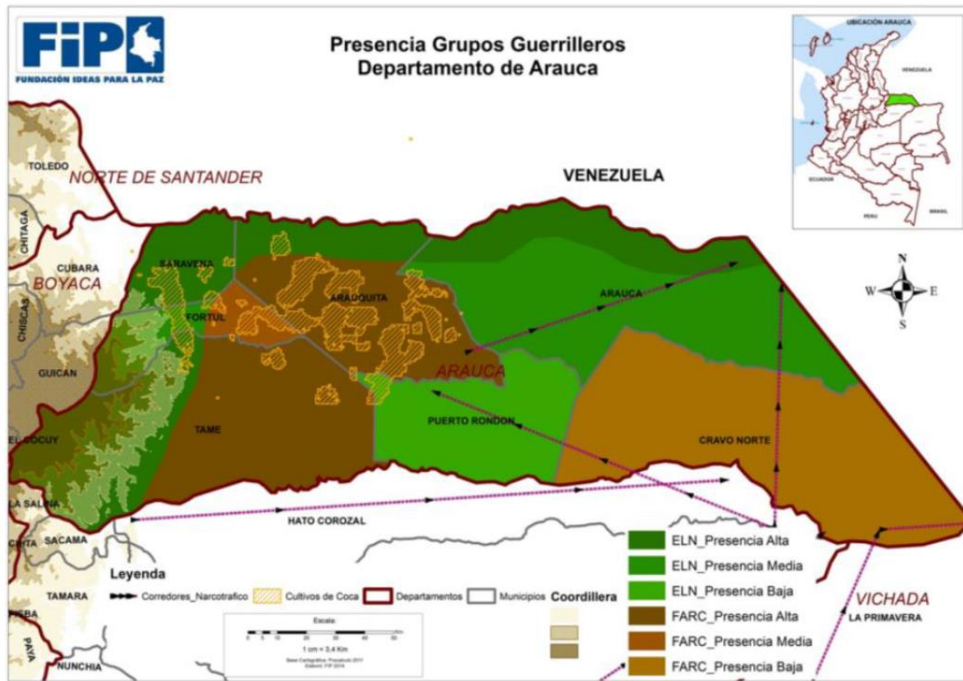 FiP
FUNDACIÓN IDEAS PARA LA PAZ
Presencia Grupos Guerrilleros
Departamento de Arauca
UBICACIÓN ARAUCA
VENEZUELA
ECUADOR
PERU
BRASIL
TOLEDO
NORTE DE SANTANDER
VENEZUELA
CHITAGA
CUBARA
BOYACA
SARAVENA
CHISCAS
FORTUL
ARAUQUITA
ARAUCA
GUICAN
ARAUCA
TAME
PUERTO RONDON
CRAVO NORTE
EL COCUY
LA SALINA
SACAMA
HATO COROZAL
TAMARA
PAYA
NUNCHIA
VICHADA
LA PRIMAVERA
N
W
E
S
Leyenda
Corredores_Narcotrafico
Cultivos de Coca
Departamentos
Municipios
Coordillera
Escala:
1 cm = 3,4 Km
ELN_Presencia Alta
ELN_Presencia Media
ELN_Presencia Baja
FARC_Presencia Alta
FARC_Presencia Media
FARC_Presencia Baja